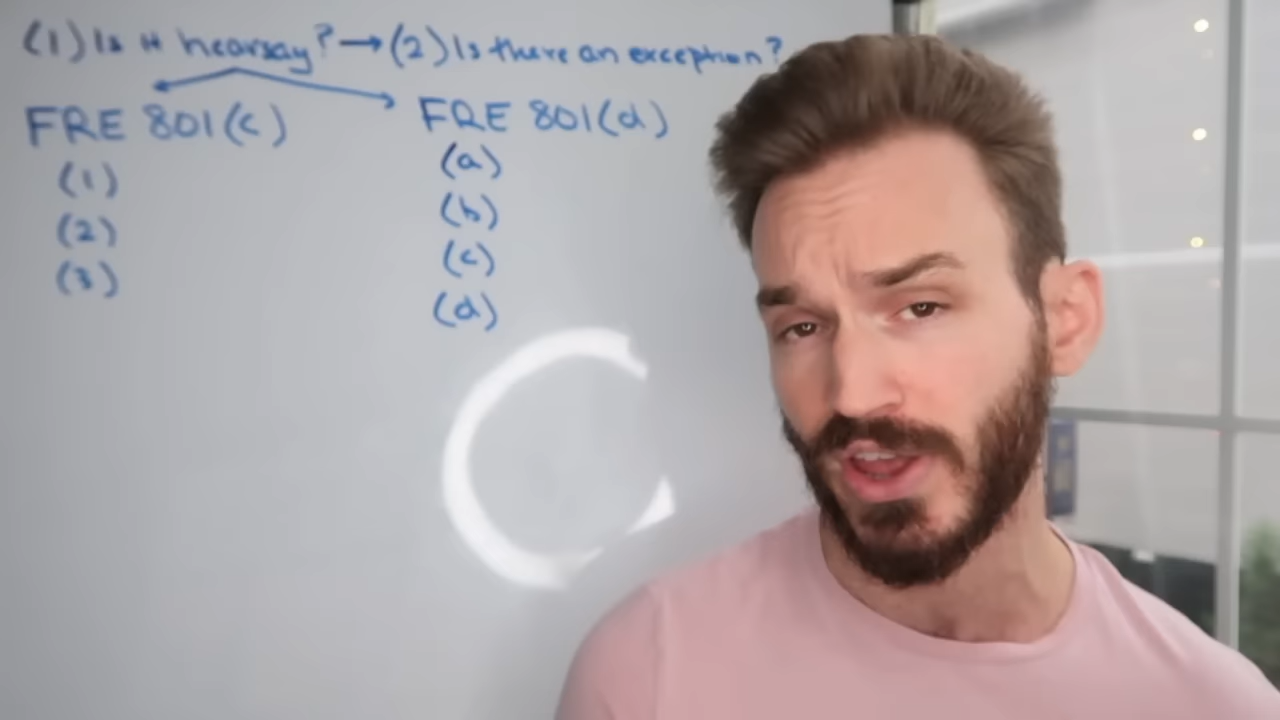 (1) Is it hearsay? → (2) Is there an exception?
FRE 801(c)
(1)
(2)
(3)
FRE 801(d)
(a)
(b)
(c)
(d)